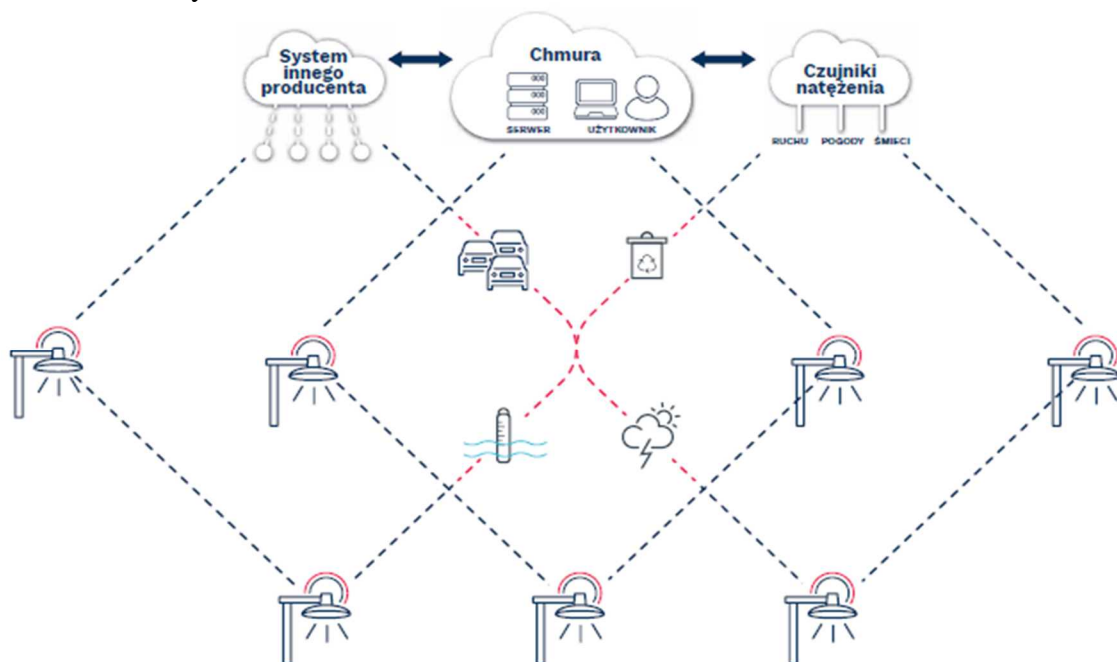 System
innego
producenta
Chmura
SERWER
UŻYTKOWNIK
Czujniki
natężenia
RUCHU POGODY ŚMIECI